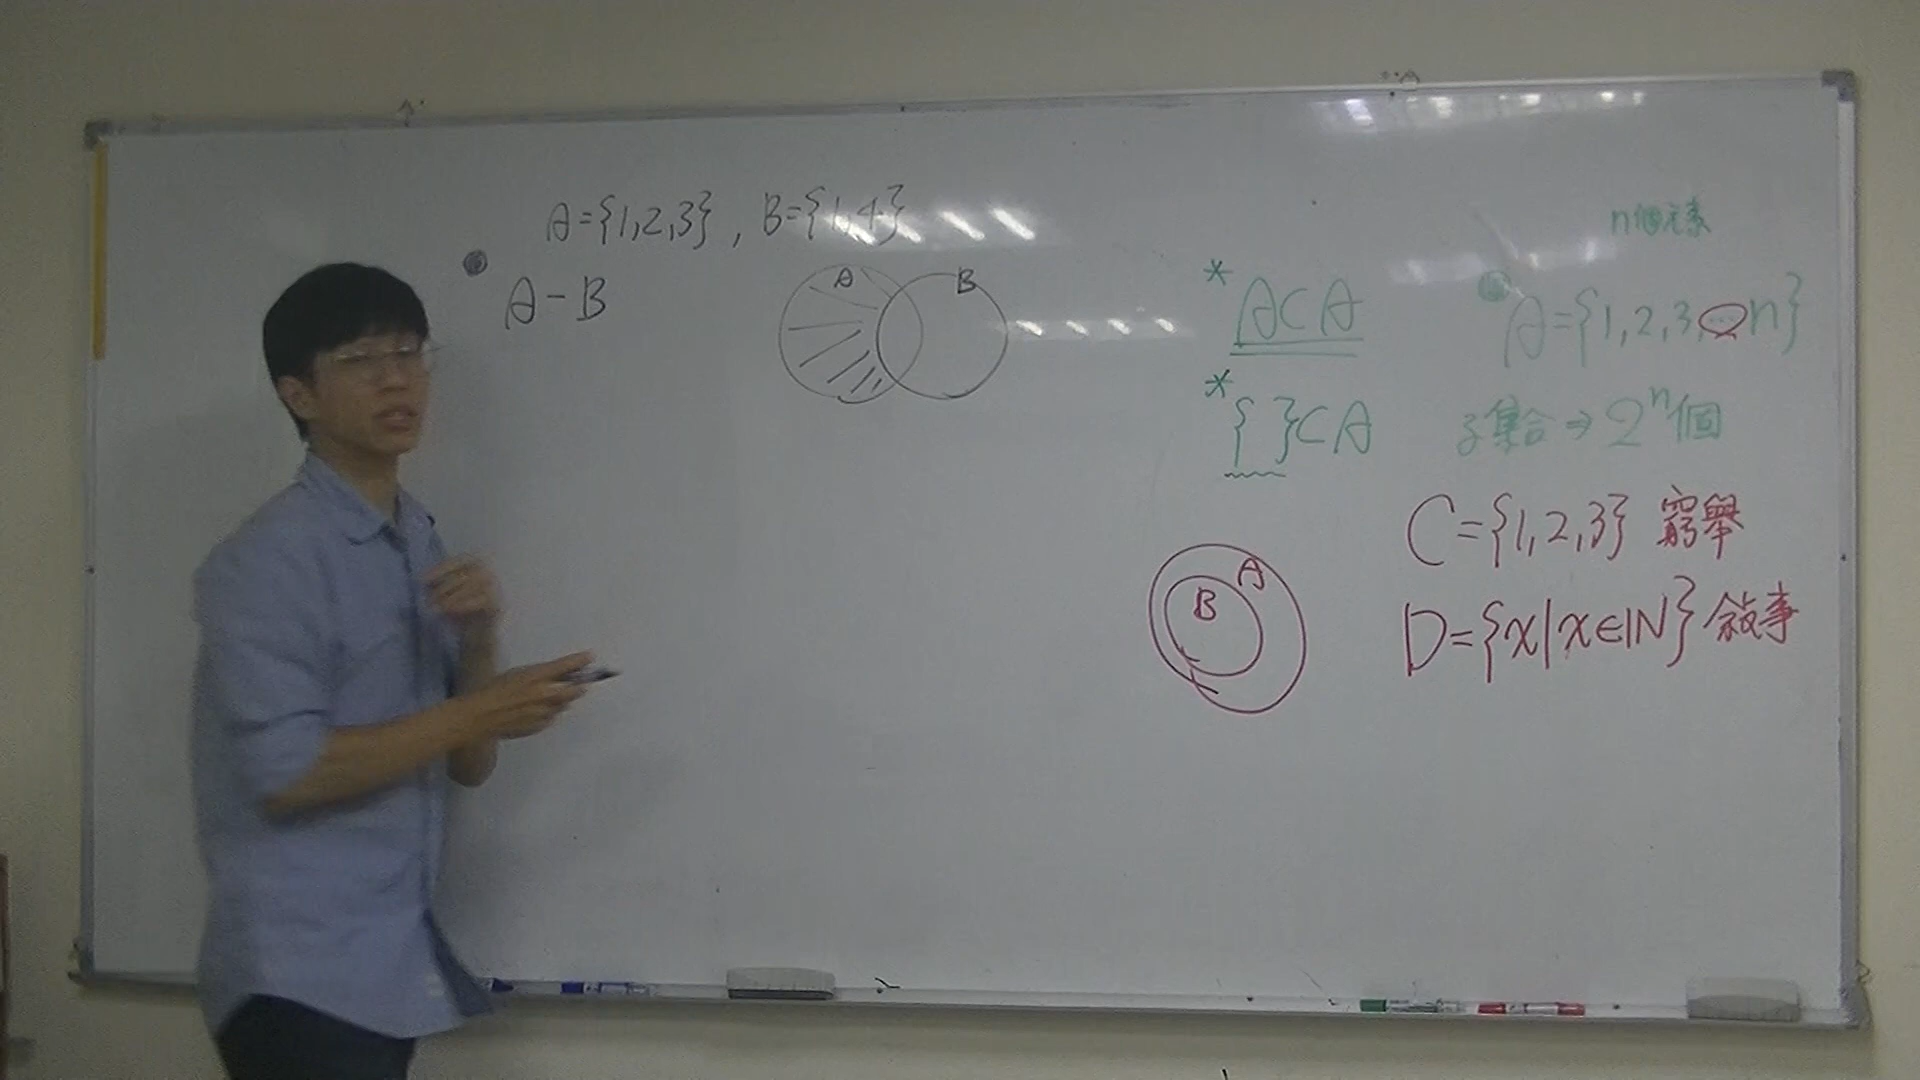 A={1,2,3}, B={1,4}
A-B
A
B
* A⊂A
* { }⊂A
n個元素
A={1,2,3,…n}
子集合⇒2ⁿ個
C={1,2,3} 窮舉
D={x|x∈N} 敘事
A
B